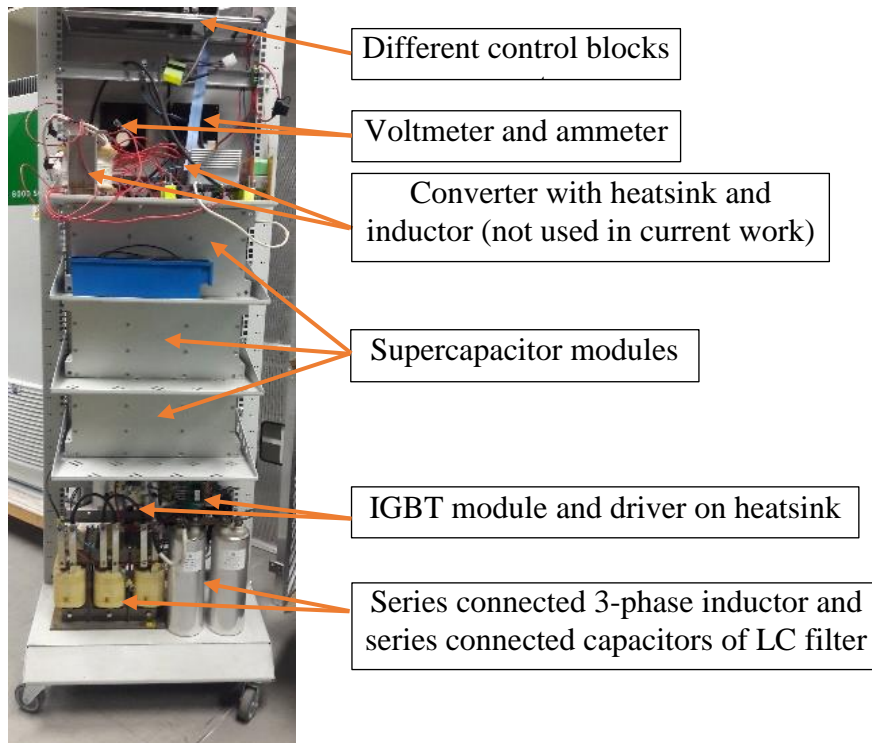 Different control blocks
Voltmeter and ammeter
Converter with heatsink and
inductor (not used in current work)
Supercapacitor modules
IGBT module and driver on heatsink
Series connected 3-phase inductor and
series connected capacitors of LC filter